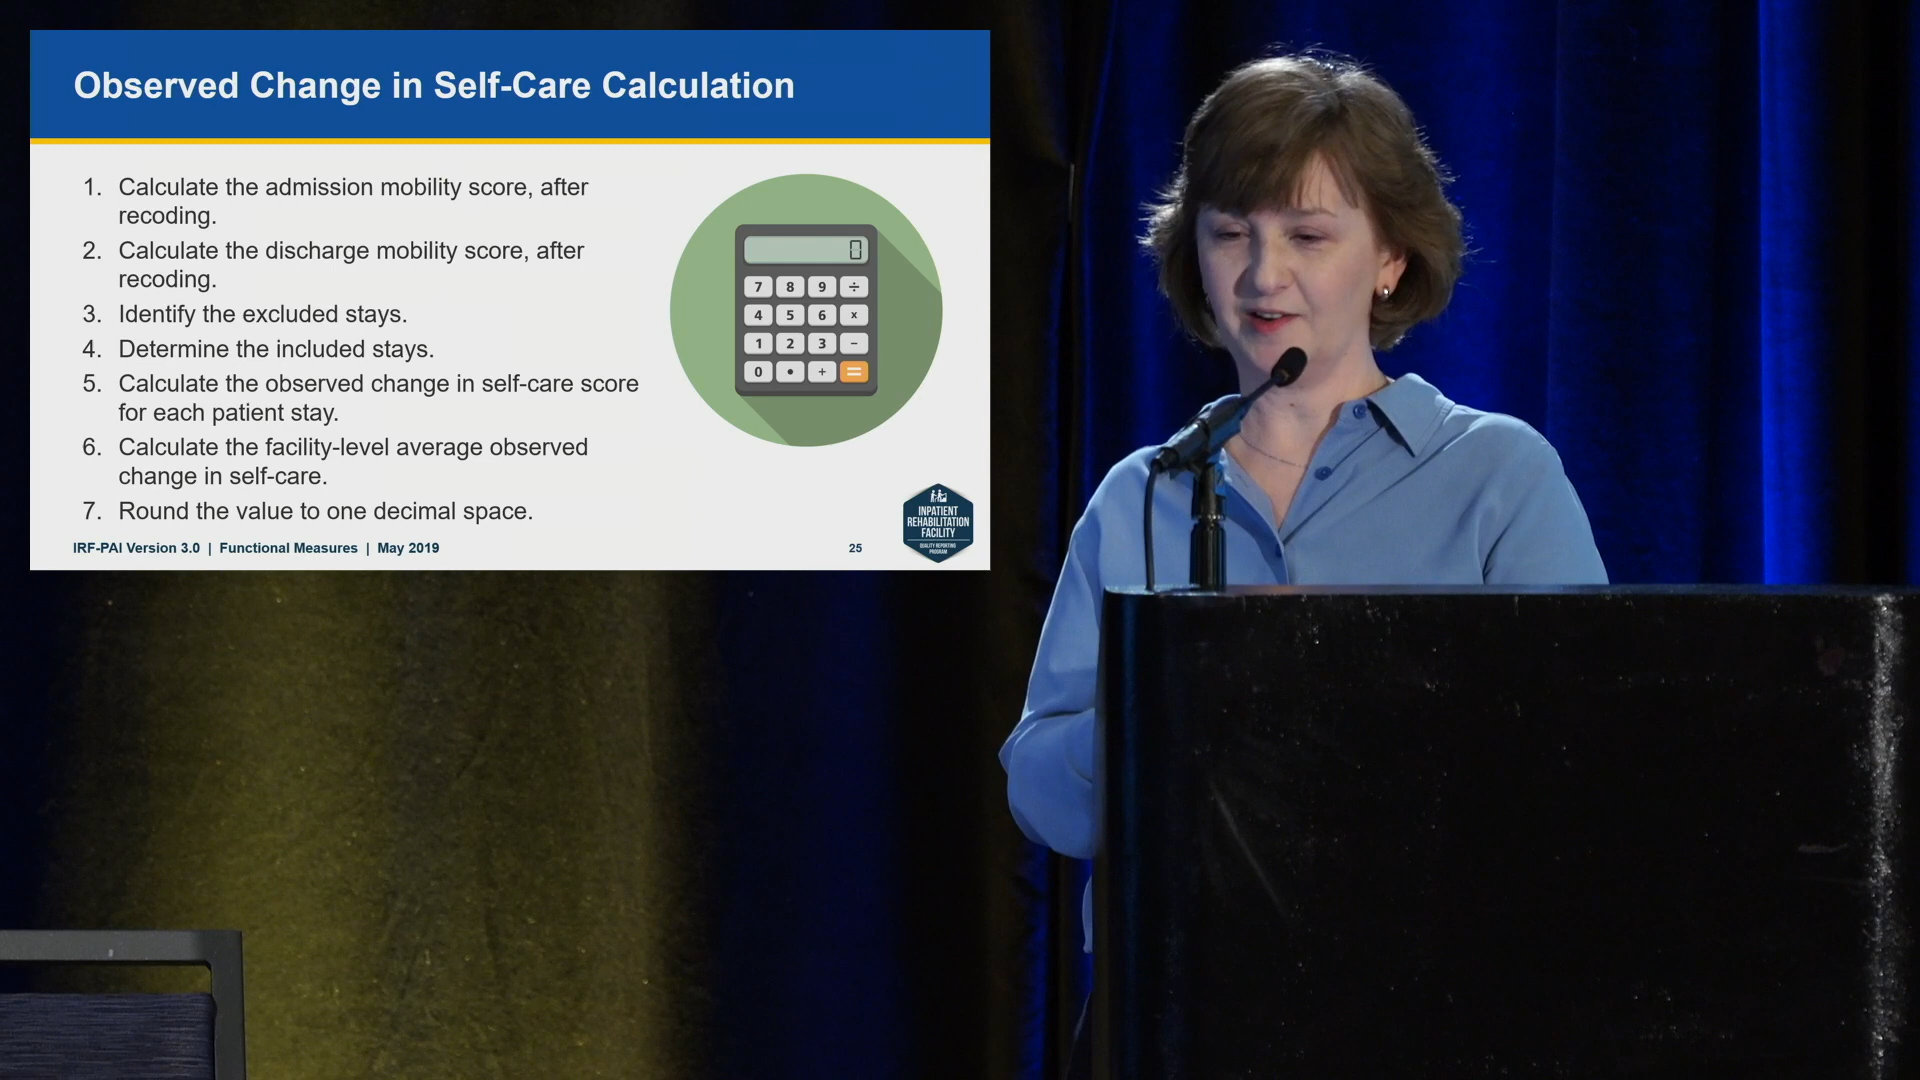 Observed Change in Self-Care Calculation
1. Calculate the admission mobility score, after
recoding.
2. Calculate the discharge mobility score, after
recoding.
3. Identify the excluded stays.
4. Determine the included stays.
5. Calculate the observed change in self-care score
for each patient stay.
6. Calculate the facility-level average observed
change in self-care.
7. Round the value to one decimal space.
0
7 8 9 ÷
4 5 6 x
1 2 3 −
0 • + =
INPATIENT
REHABILITATION
FACILITY
QUALITY REPORTING
PROGRAM
IRF-PAI Version 3.0 | Functional Measures | May 2019
25